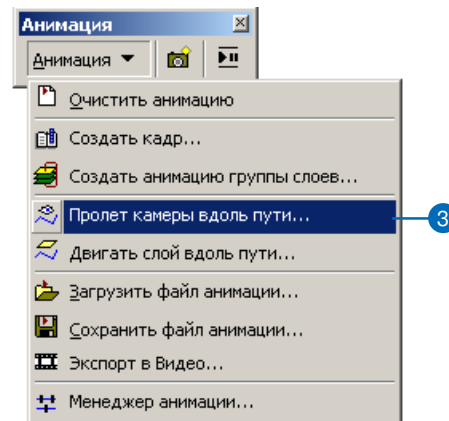 Анимация
Анимация
Очистить анимацию
Создать кадр...
Создать анимацию группы слоев...
Пролет камеры вдоль пути...
3
Двигать слой вдоль пути...
Загрузить файл анимации...
Сохранить файл анимации...
Экспорт в Видео...
Менеджер анимации...